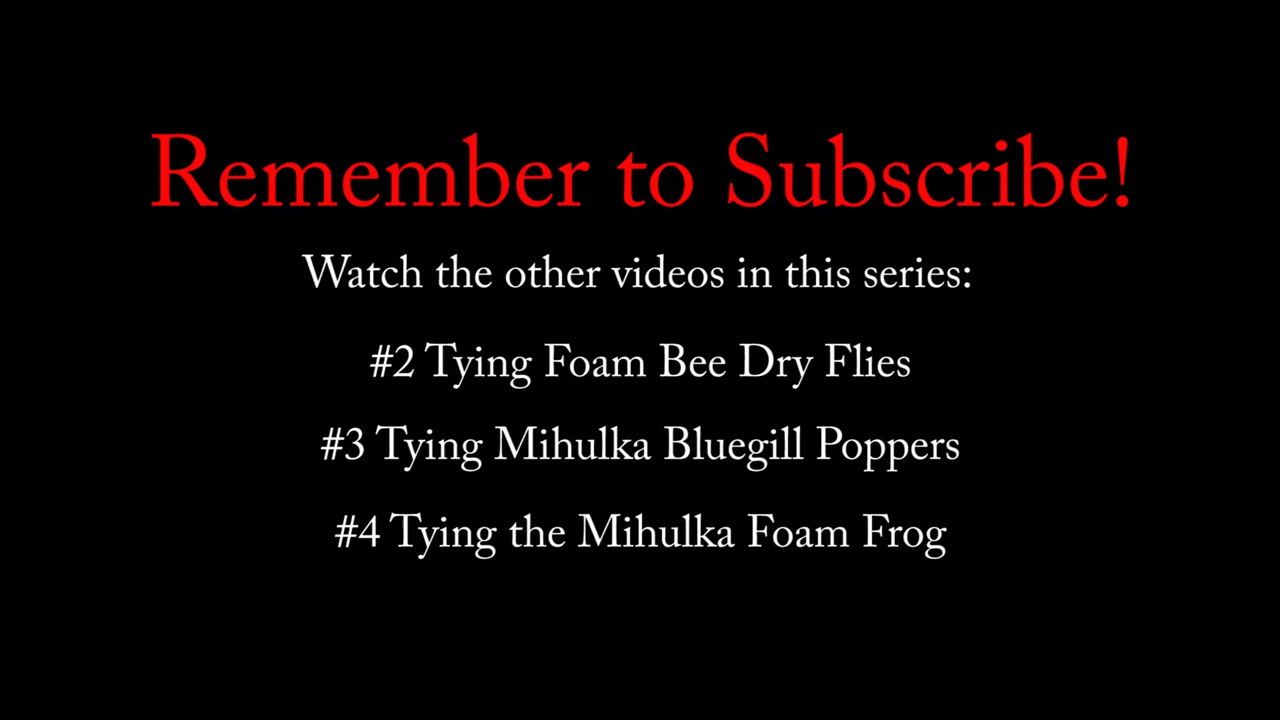 Remember to Subscribe!
Watch the other videos in this series:
#2 Tying Foam Bee Dry Flies
#3 Tying Mihulka Bluegill Poppers
#4 Tying the Mihulka Foam Frog